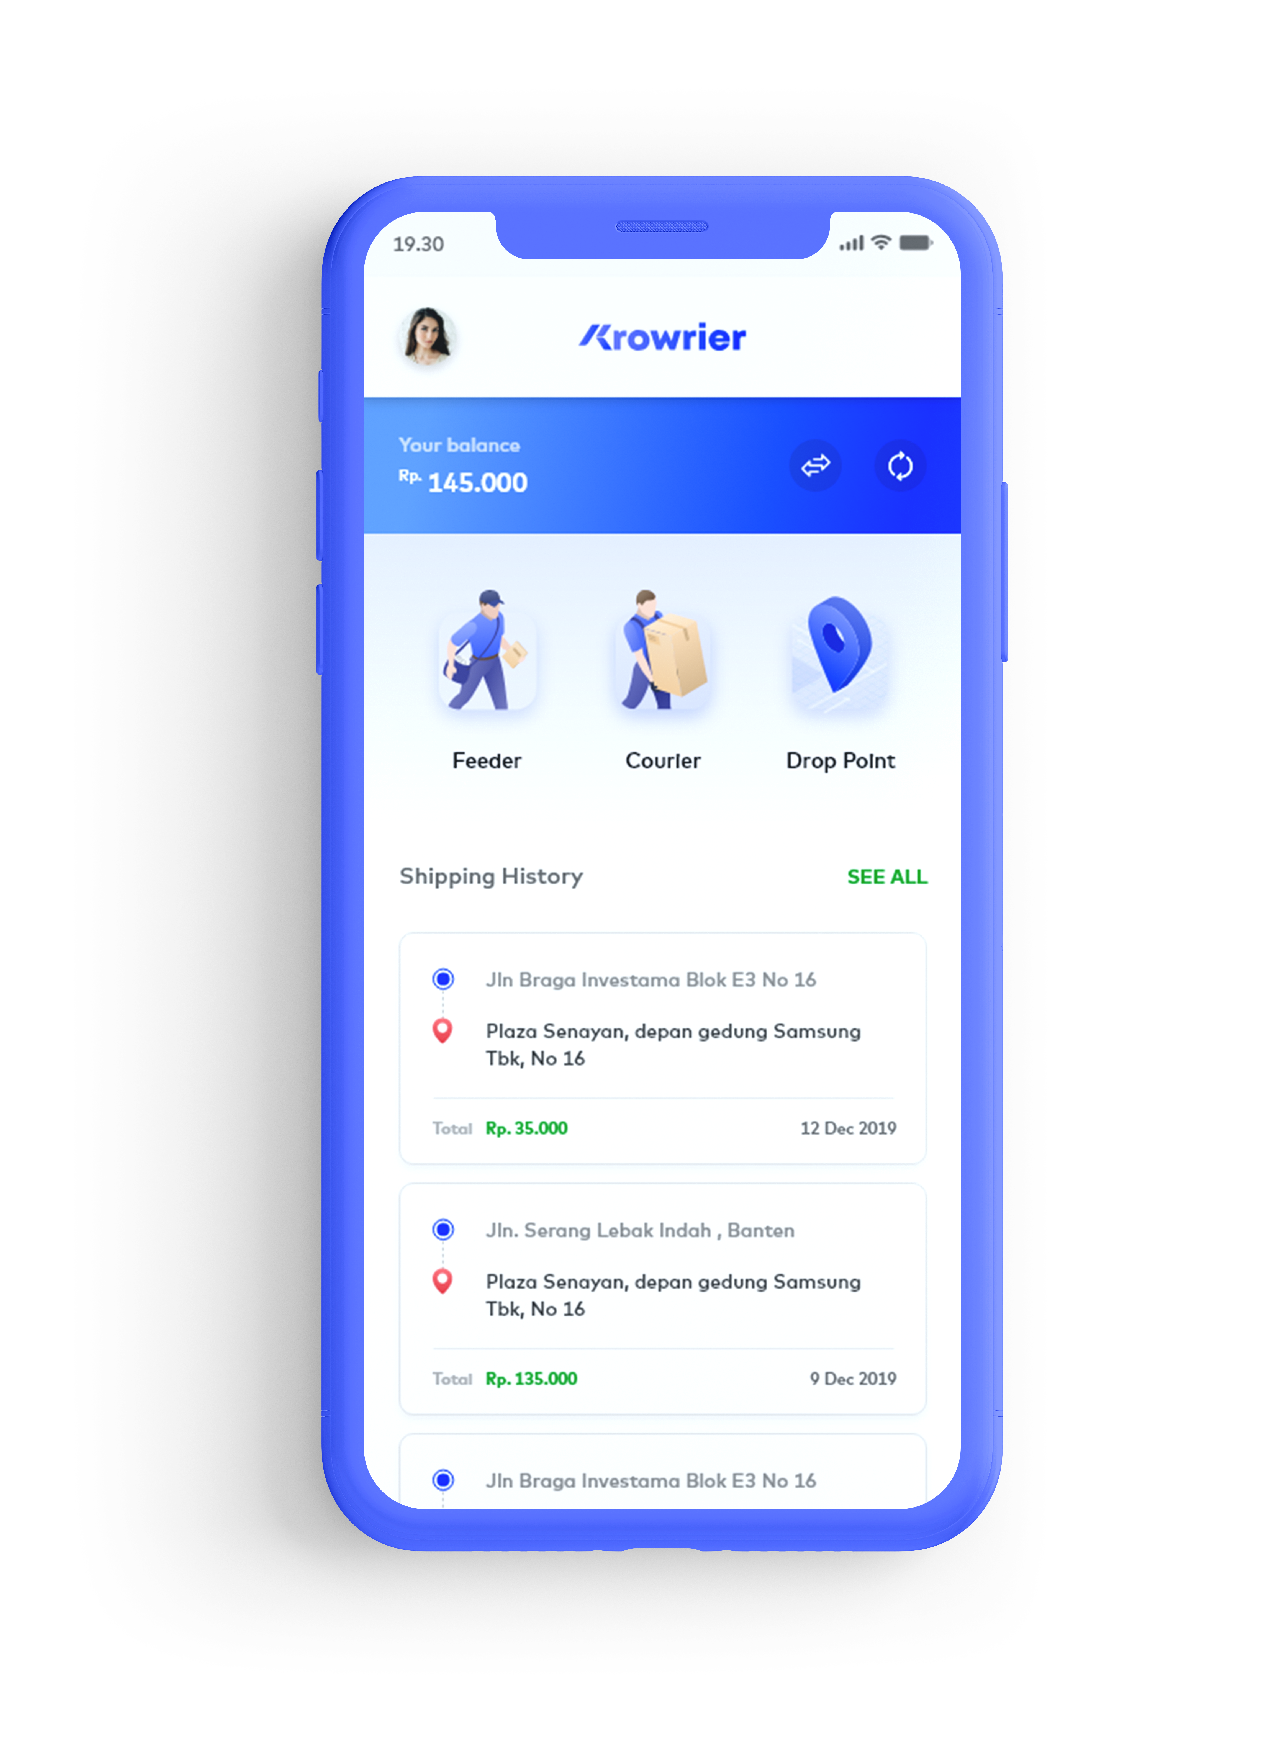 19.30
Krowrier
Your balance
Rp. 145.000
Feeder
Courier
Drop Point
Shipping History
SEE ALL
Jln Braga Investama Blok E3 No 16
Plaza Senayan, depan gedung Samsung
Tbk, No 16
Total Rp. 35.000
12 Dec 2019
Jln. Serang Lebak Indah , Banten
Plaza Senayan, depan gedung Samsung
Tbk, No 16
Total Rp. 135.000
9 Dec 2019
Jln Braga Investama Blok E3 No 16